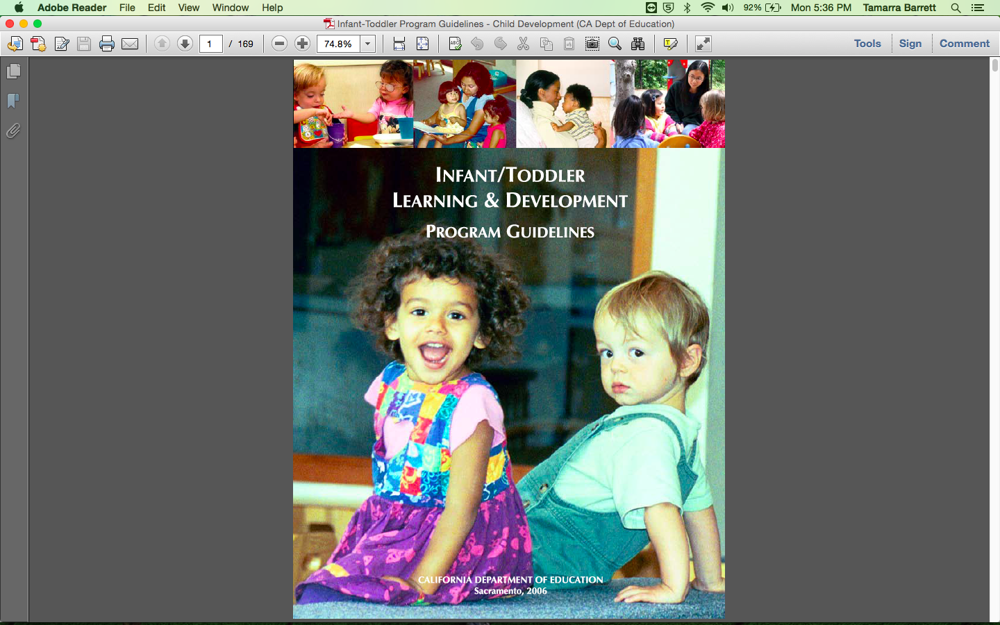 Adobe Reader File Edit View Window Help 92% Mon 5:36 PM Tamarra Barrett
Infant-Toddler Program Guidelines - Child Development (CA Dept of Education)
1 / 169 74.8% Tools Sign Comment
INFANT/TODDLER
LEARNING & DEVELOPMENT
PROGRAM GUIDELINES
CALIFORNIA DEPARTMENT OF EDUCATION
Sacramento, 2006